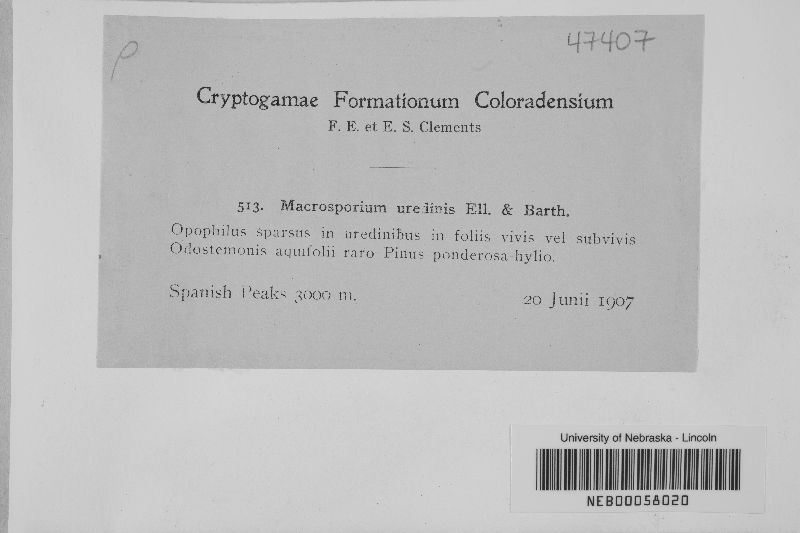 ρ
47407
Cryptogamae Formationum Coloradensium
F. E. et E. S. Clements
513. Macrosporium uredinis Ell. & Barth.
Opophilus sparsus in uredinibus in foliis vivis vel subvivis
Odostemonis aquifolii raro Pinus ponderosa-hylio.
Spanish Peaks 3000 m.
20 Junii 1907
University of Nebraska - Lincoln
NEB00058020